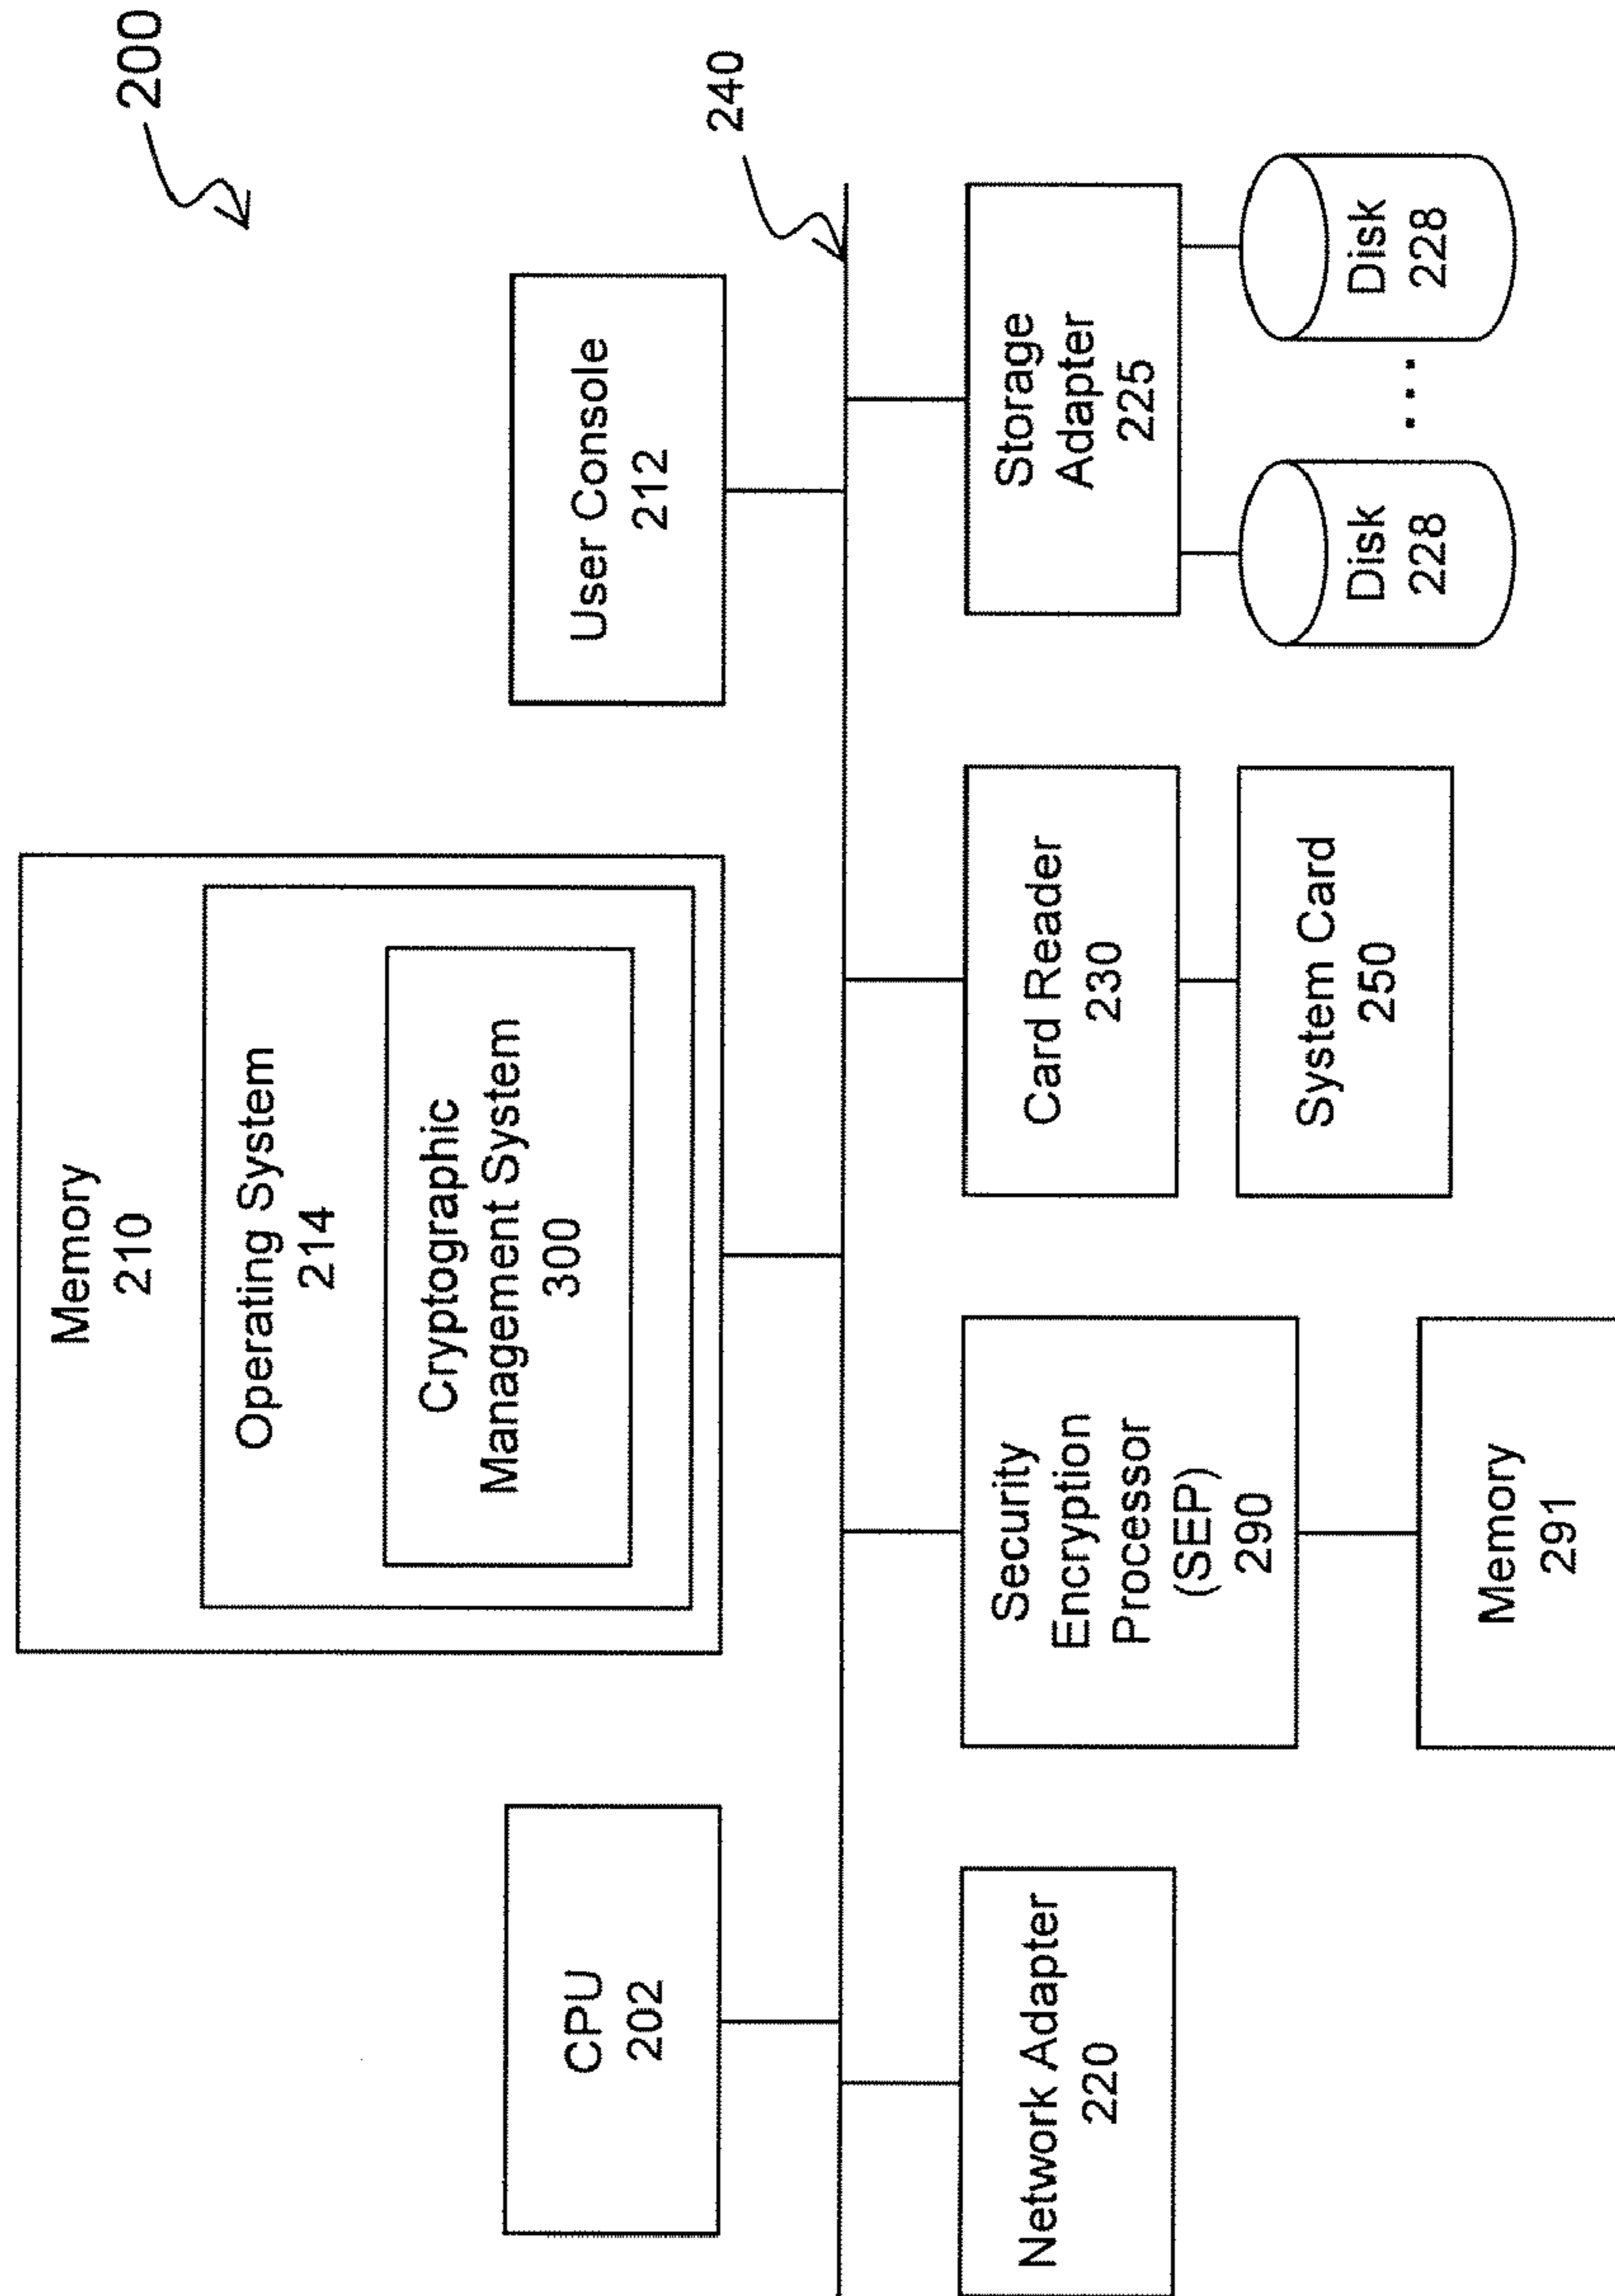 200
Memory
210
Operating System
214
Cryptographic
Management System
300
CPU
202
User Console
212
240
Network Adapter
220
Security
Encryption
Processor
(SEP)
290
Memory
291
Card Reader
230
System Card
250
Storage
Adapter
225
Disk
228
...
Disk
228